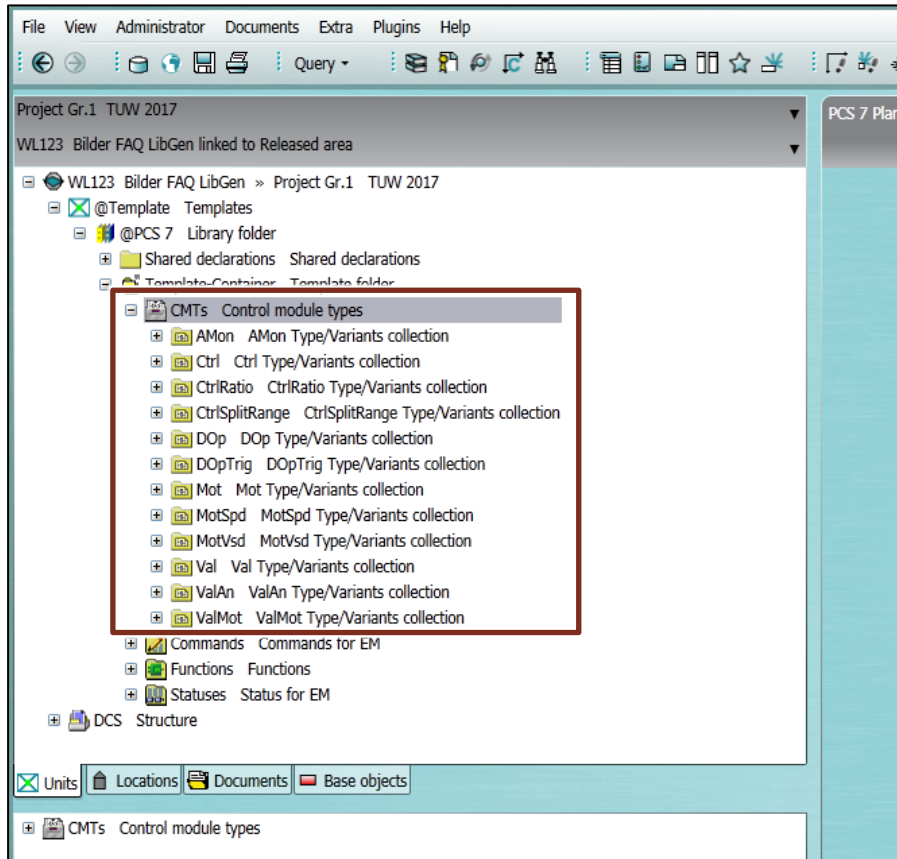 File View Administrator Documents Extra Plugins Help
Query
Project Gr.1 TUW 2017
WL123 Bilder FAQ LibGen linked to Released area
PCS 7 Plan
WL123 Bilder FAQ LibGen » Project Gr.1 TUW 2017
@Template Templates
@PCS 7 Library folder
Shared declarations Shared declarations
Template-Container Template folder
CMTs Control module types
AMon AMon Type/Variants collection
Ctrl Ctrl Type/Variants collection
CtrlRatio CtrlRatio Type/Variants collection
CtrlSplitRange CtrlSplitRange Type/Variants collection
DOp DOp Type/Variants collection
DOpTrig DOpTrig Type/Variants collection
Mot Mot Type/Variants collection
MotSpd MotSpd Type/Variants collection
MotVsd MotVsd Type/Variants collection
Val Val Type/Variants collection
ValAn ValAn Type/Variants collection
ValMot ValMot Type/Variants collection
Commands Commands for EM
Functions Functions
Statuses Status for EM
DCS Structure
Units Locations Documents Base objects
CMTs Control module types